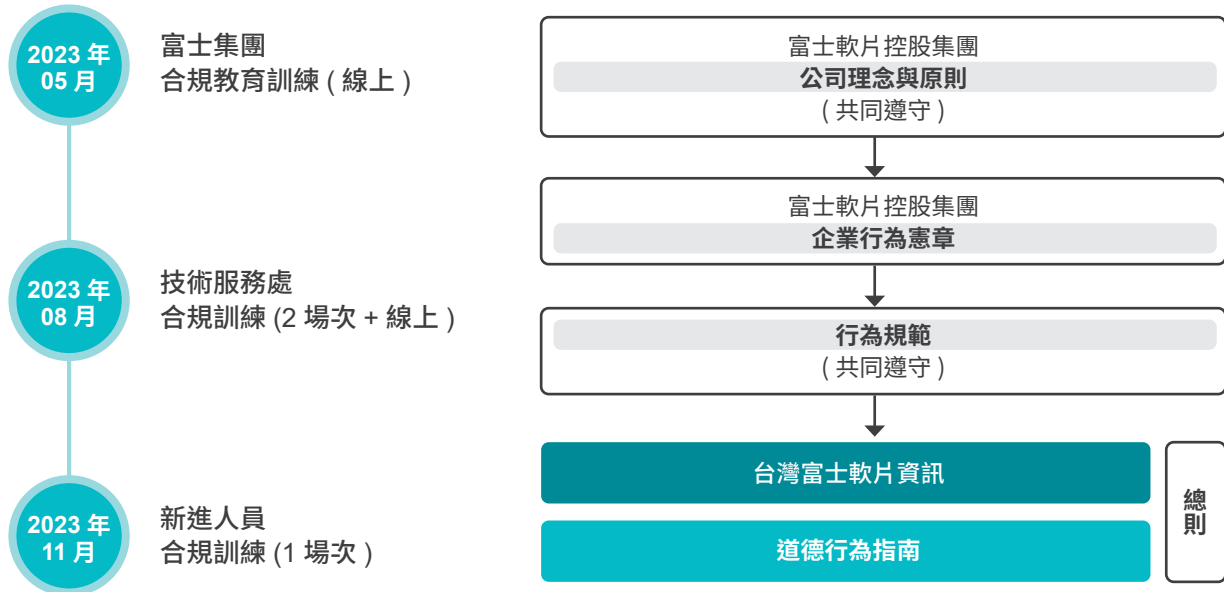 2023 年
05 月
富士集團
合規教育訓練 ( 線上 )
2023 年
08 月
技術服務處
合規訓練 (2 場次 + 線上 )
2023 年
11 月
新進人員
合規訓練 (1 場次 )
富士軟片控股集團
公司理念與原則
( 共同遵守 )
富士軟片控股集團
企業行為憲章
行為規範
( 共同遵守 )
台灣富士軟片資訊
道德行為指南
總則